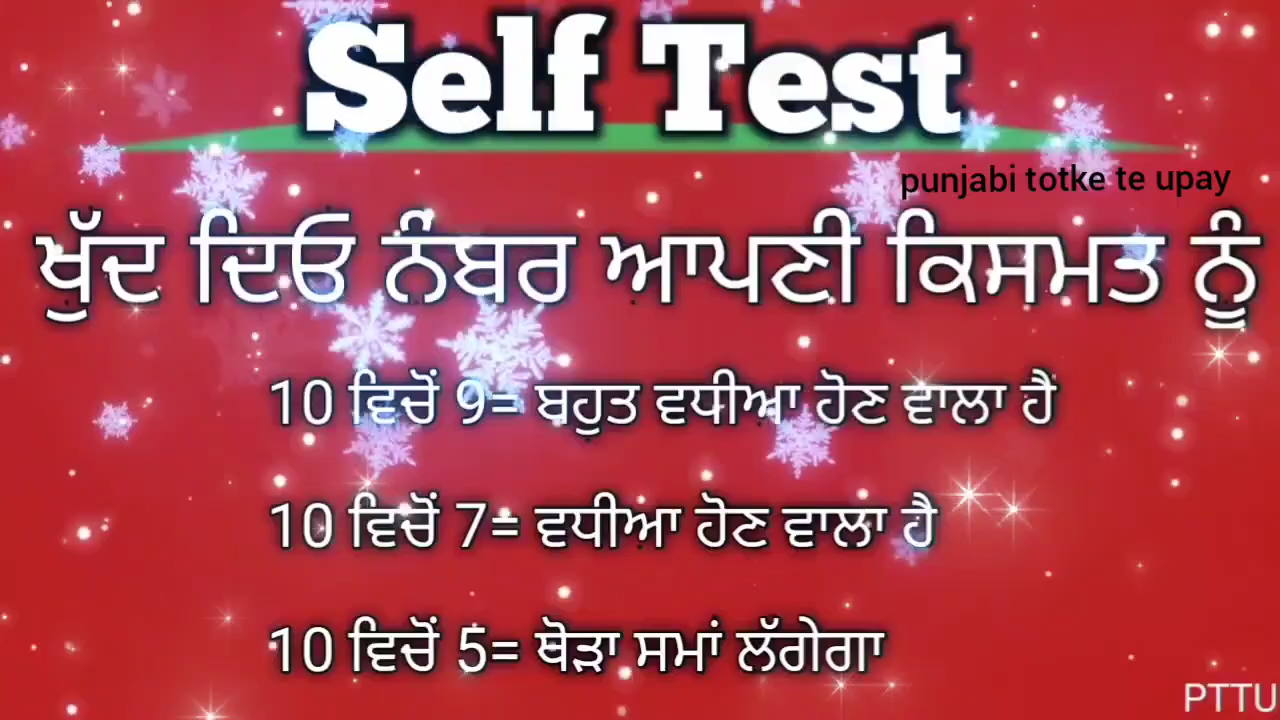 Self Test
punjabi totke te upay
ਖੁੱਦ ਦਿਓ ਨੰਬਰ ਆਪਣੀ ਕਿਸਮਤ ਨੂੰ
10 ਵਿਚੋਂ 9= ਬਹੁਤ ਵਧੀਆ ਹੋਣ ਵਾਲਾ ਹੈ
10 ਵਿਚੋਂ 7= ਵਧੀਆ ਹੋਣ ਵਾਲਾ ਹੈ
10 ਵਿਚੋਂ 5= ਥੋੜਾ ਸਮਾਂ ਲੱਗੇਗਾ
PTTU